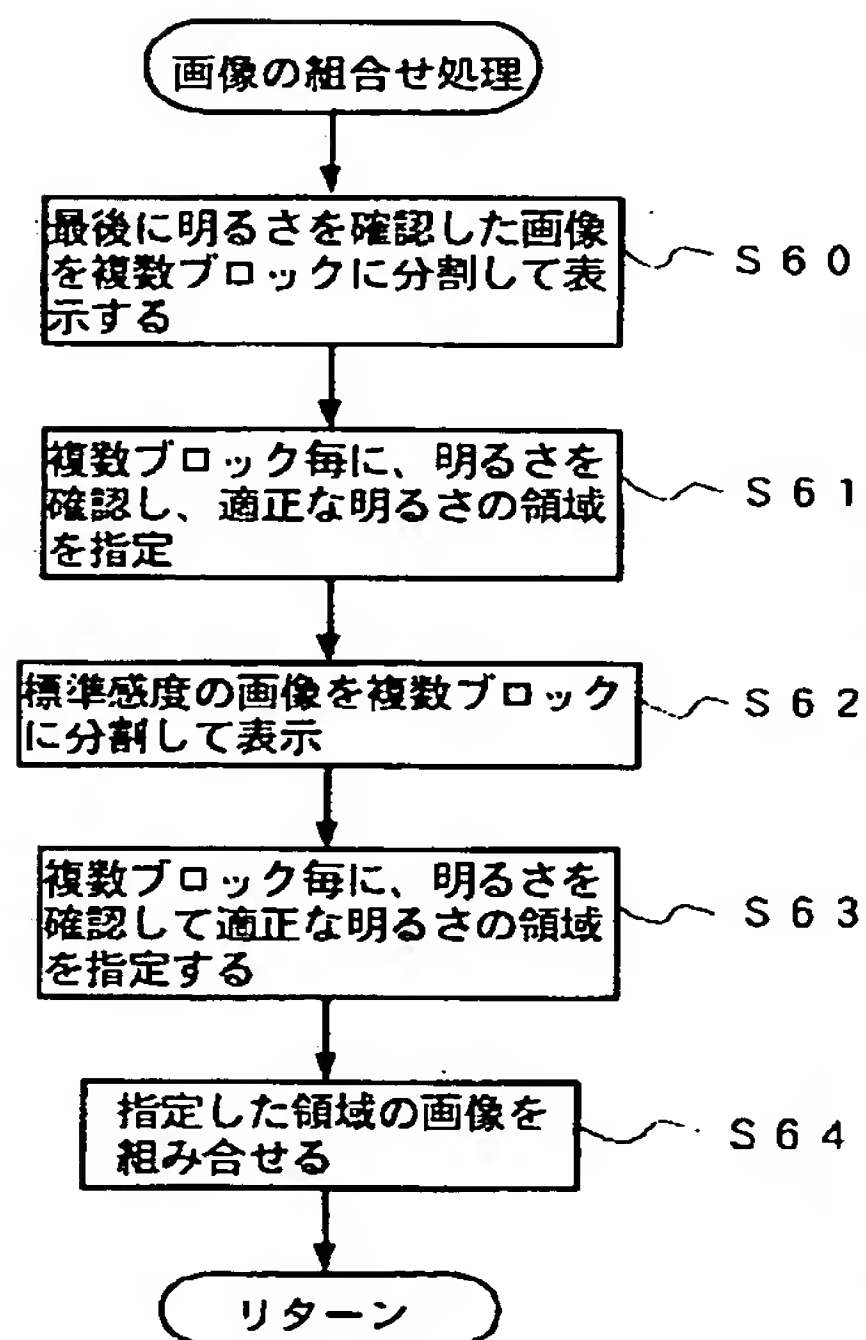 画像の組合せ処理
最後に明るさを確認した画像
を複数ブロックに分割して表
示する
S60
複数ブロック毎に、明るさを
確認し、適正な明るさの領域
を指定
S61
標準感度の画像を複数ブロック
に分割して表示
S62
複数ブロック毎に、明るさを
確認して適正な明るさの領域
を指定する
S63
指定した領域の画像を
組み合せる
S64
リターン